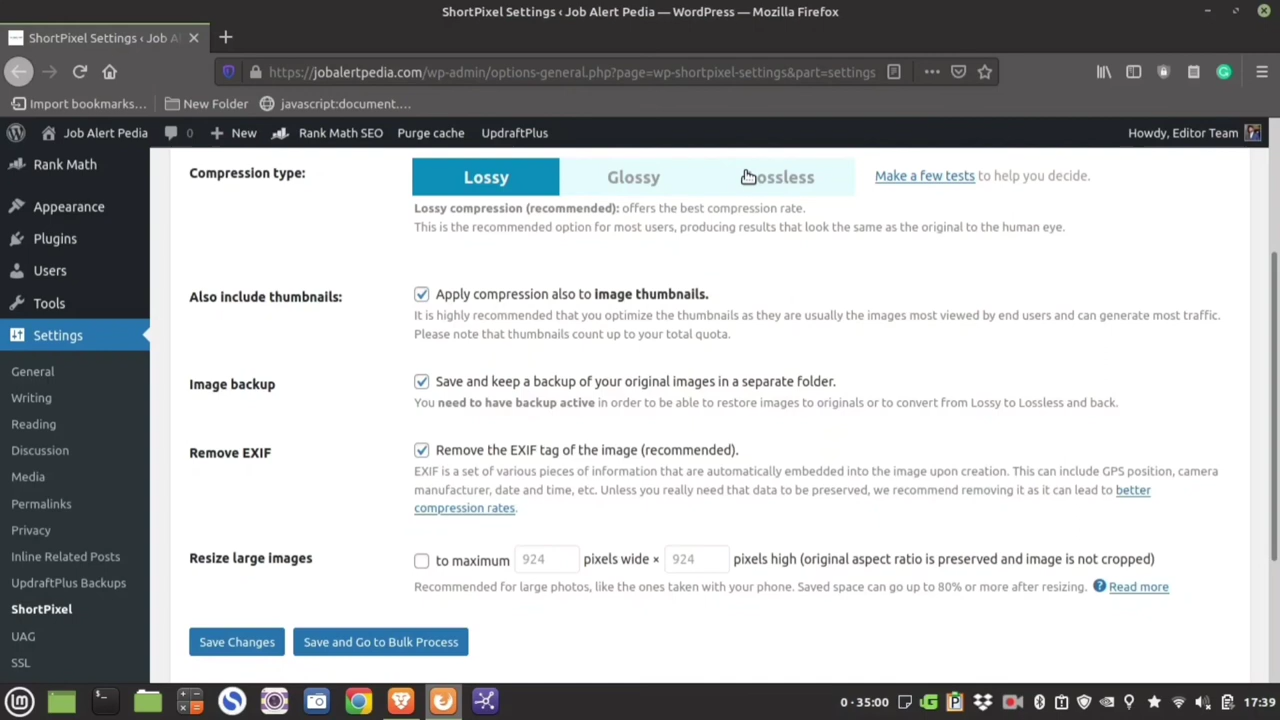 ShortPixel Settings ‹ Job Alert Pedia — WordPress — Mozilla Firefox
ShortPixel Settings ‹ Job A
https://jobalertpedia.com/wp-admin/options-general.php?page=wp-shortpixel-settings&part=settings
Import bookmarks... New Folder javascript:document....
Job Alert Pedia 0 New Rank Math SEO Purge cache UpdraftPlus Howdy, Editor Team
Rank Math
Appearance
Plugins
Users
Tools
Settings
General
Writing
Reading
Discussion
Media
Permalinks
Privacy
Inline Related Posts
UpdraftPlus Backups
ShortPixel
UAG
SSL
Compression type:
Lossy Glossy ossless Make a few tests to help you decide.
Lossy compression (recommended): offers the best compression rate.
This is the recommended option for most users, producing results that look the same as the original to the human eye.
Also include thumbnails:
Apply compression also to image thumbnails.
It is highly recommended that you optimize the thumbnails as they are usually the images most viewed by end users and can generate most traffic.
Please note that thumbnails count up to your total quota.
Image backup
Save and keep a backup of your original images in a separate folder.
You need to have backup active in order to be able to restore images to originals or to convert from Lossy to Lossless and back.
Remove EXIF
Remove the EXIF tag of the image (recommended).
EXIF is a set of various pieces of information that are automatically embedded into the image upon creation. This can include GPS position, camera
manufacturer, date and time, etc. Unless you really need that data to be preserved, we recommend removing it as it can lead to better
compression rates.
Resize large images
to maximum 924 pixels wide × 924 pixels high (original aspect ratio is preserved and image is not cropped)
Recommended for large photos, like the ones taken with your phone. Saved space can go up to 80% or more after resizing. Read more
Save Changes Save and Go to Bulk Process
0 · 35:00 17:39